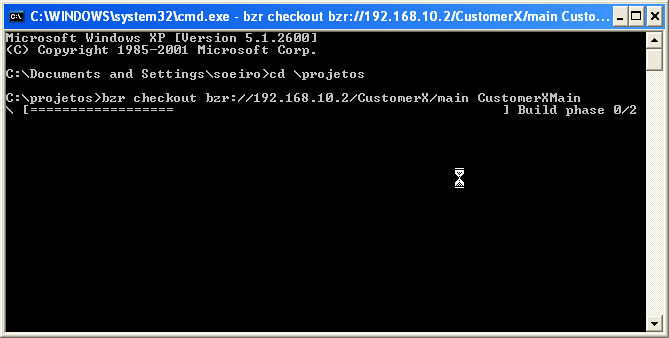 C:\WINDOWS\system32\cmd.exe - bzr checkout bzr://192.168.10.2/CustomerX/main Custo...
Microsoft Windows XP [Version 5.1.2600]
(C) Copyright 1985-2001 Microsoft Corp.
C:\Documents and Settings\soeiro>cd \projetos
C:\projetos>bzr checkout bzr://192.168.10.2/CustomerX/main CustomerXMain
\ [==================                                         ] Build phase 0/2